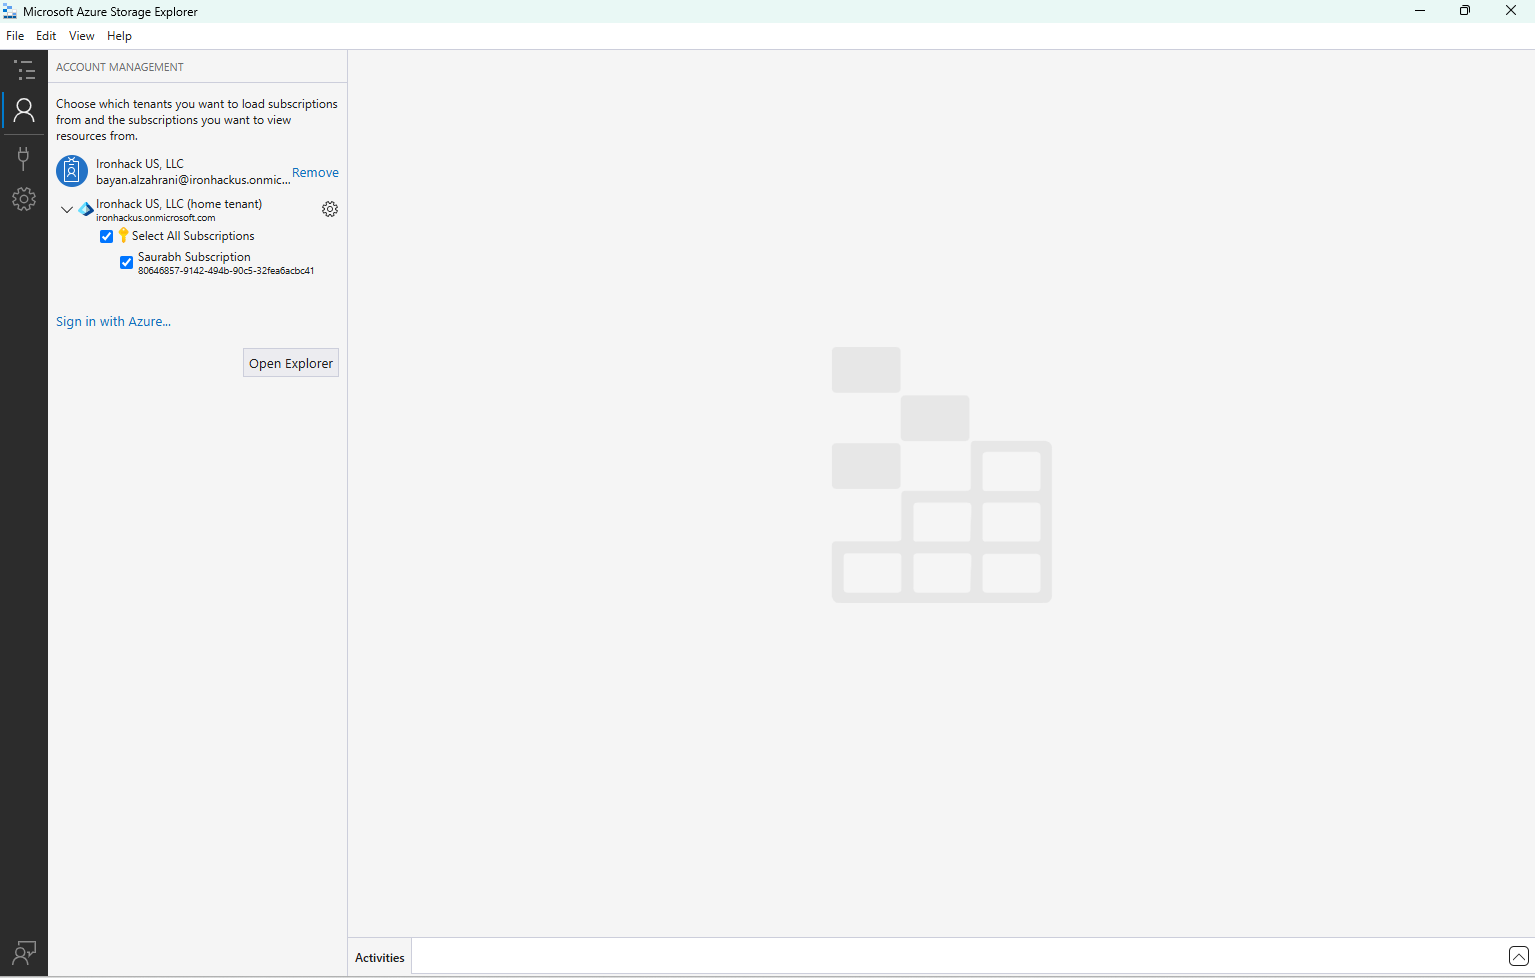 Microsoft Azure Storage Explorer
File Edit View Help
ACCOUNT MANAGEMENT
Choose which tenants you want to load subscriptions
from and the subscriptions you want to view
resources from.
Ironhack US, LLC
bayan.alzahrani@ironhackus.onmic...
Remove
Ironhack US, LLC (home tenant)
ironhackus.onmicrosoft.com
Select All Subscriptions
Saurabh Subscription
80646857-9142-494b-90c5-32fea6acbc41
Sign in with Azure...
Open Explorer
Activities